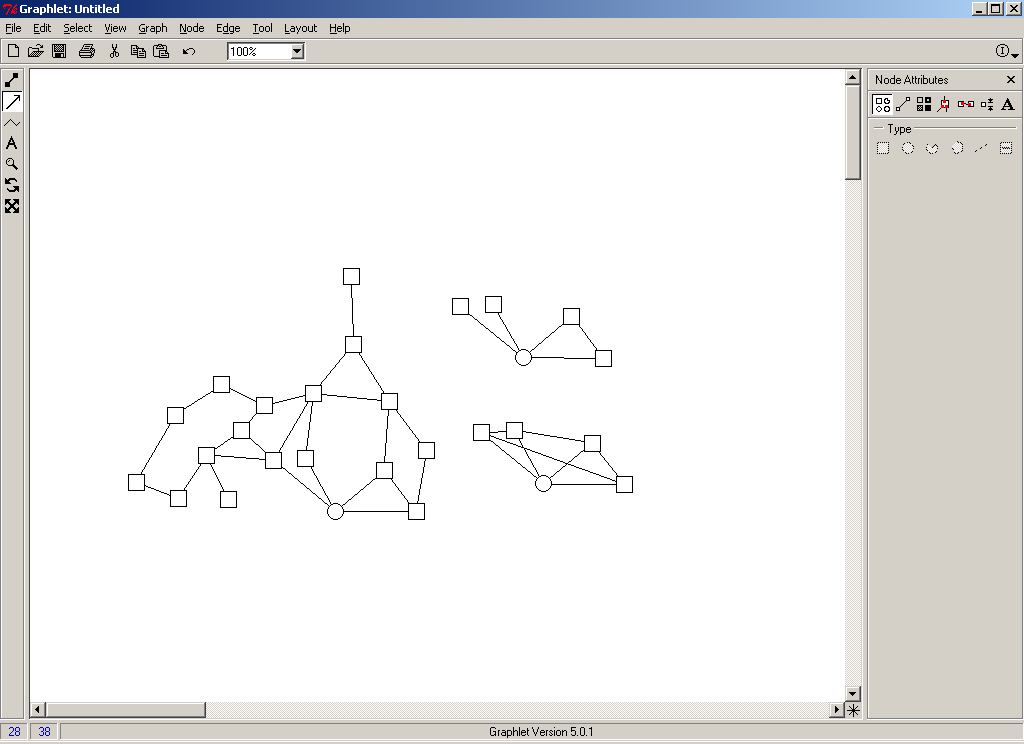 Graphlet: Untitled
File Edit Select View Graph Node Edge Tool Layout Help
100%
Node Attributes
A
A
Type
28 38 Graphlet Version 5.0.1